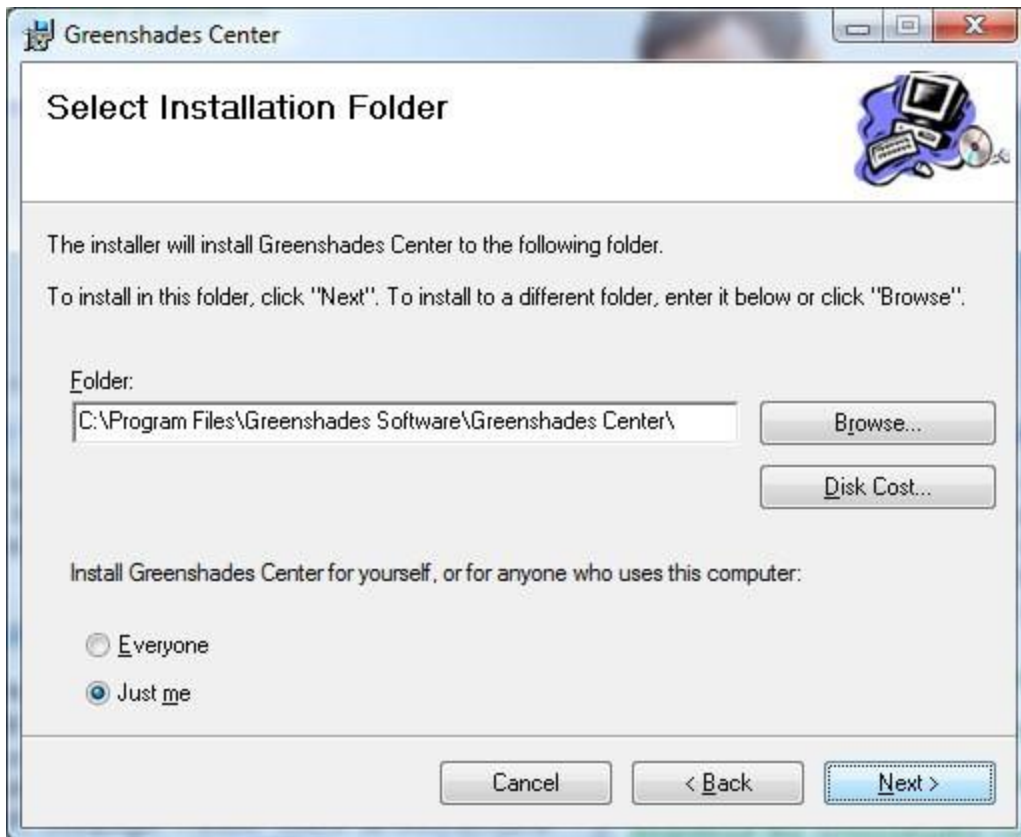 Greenshades Center
Select Installation Folder
The installer will install Greenshades Center to the following folder.
To install in this folder, click "Next". To install to a different folder, enter it below or click "Browse".
Folder:
C:\Program Files\Greenshades Software\Greenshades Center\
Browse...
Disk Cost...
Install Greenshades Center for yourself, or for anyone who uses this computer:
Everyone
Just me
Cancel
< Back
Next >